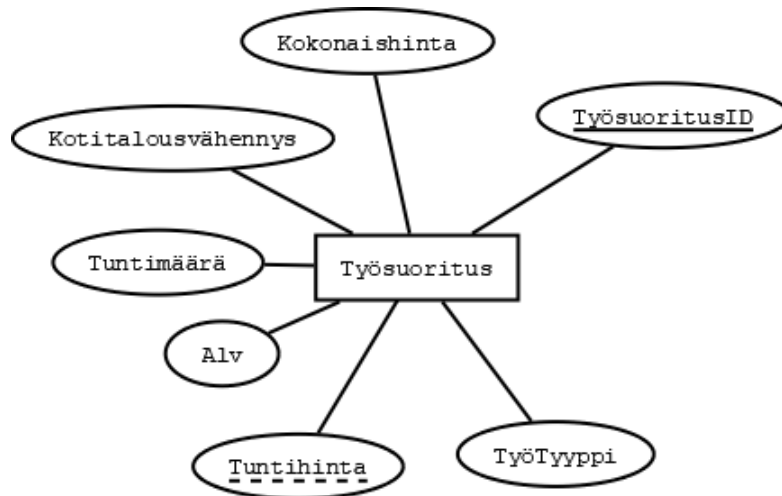 Kokonaishinta
TyösuoritusID
Kotitalousvähennys
Tuntimäärä
Työsuoritus
Alv
Tuntihinta
TyöTyyppi